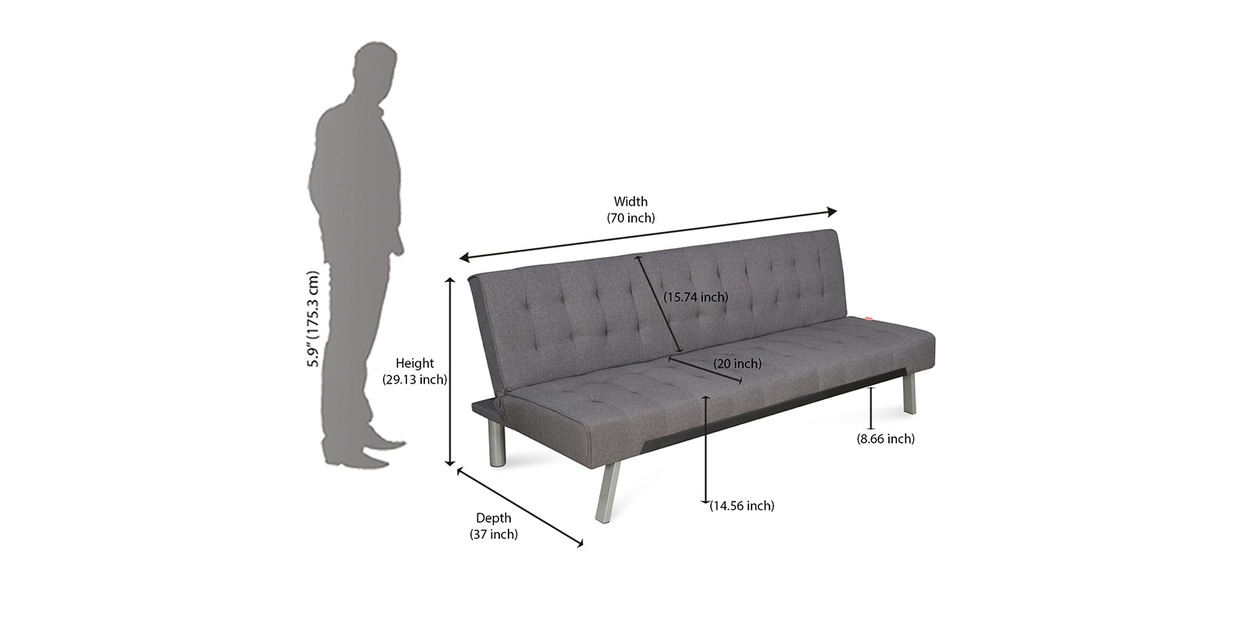 Width
(70 inch)
(15.74 inch)
5.9" (175.3 cm)
Height
(29.13 inch)
(20 inch)
(8.66 inch)
(14.56 inch)
Depth
(37 inch)